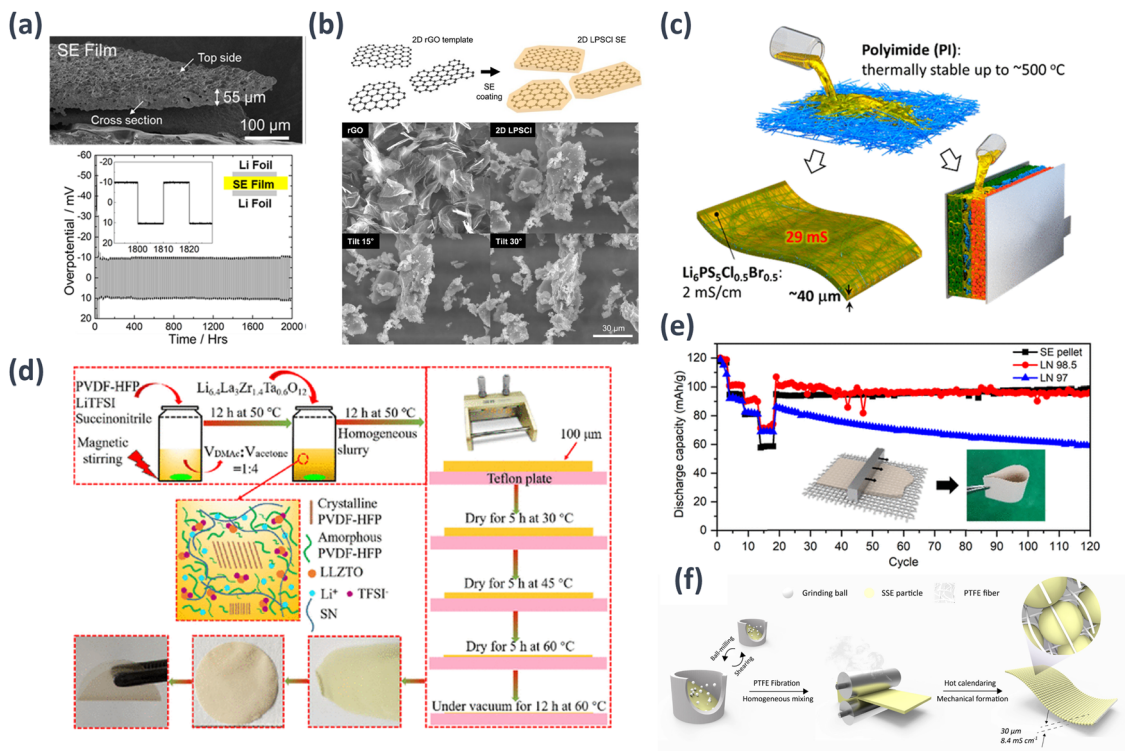 (a)
SE Film
Top side
55 μm
Cross section
100 μm
-60
-50
-40
-30
-20
-10
0
10
20
Overpotential / mV
Li Foil
SE Film
Li Foil
-20
-10
0
10
20
1800 1810 1820
0 400 800 1200 1600 2000
Time / Hrs
(b)
2D rGO template
2D LPSCl SE
SE
coating
rGO
2D LPSCl
Tilt 15°
Tilt 30°
30 μm
(c)
Polyimide (PI):
thermally stable up to ~500 °C
29 mS
Li6PS5Cl0.5Br0.5:
2 mS/cm
~40 μm
(d)
PVDF-HFP
LiTFSI
Succinonitrile
Magnetic
stirring
Li6.4La3Zr1.4Ta0.6O12
12 h at 50 °C
12 h at 50 °C
Homogeneous
slurry
VDMAc:Vacetone
=1:4
Crystalline
PVDF-HFP
Amorphous
PVDF-HFP
LLZTO
Li+ TFSI-
SN
100 μm
Teflon plate
Dry for 5 h at 30 °C
Dry for 5 h at 45 °C
Dry for 5 h at 60 °C
Under vacuum for 12 h at 60 °C
(e)
Discharge capacity (mAh/g)
120
100
80
60
40
20
0
SE pellet
LN 98.5
LN 97
0 10 20 30 40 50 60 70 80 90 100 110 120
Cycle
(f)
Grinding ball
SSE particle
PTFE fiber
Ball-milling
Shearing
PTFE Fibration
Homogeneous mixing
Hot calendaring
Mechanical formation
30 μm
8.4 mS cm-1